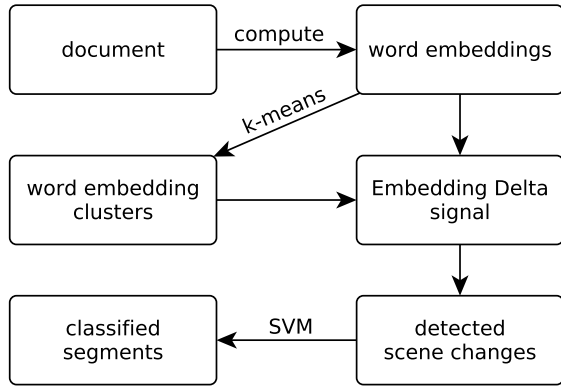 document
compute
word embeddings
k-means
word embedding
clusters
Embedding Delta
signal
classified
segments
SVM
detected
scene changes